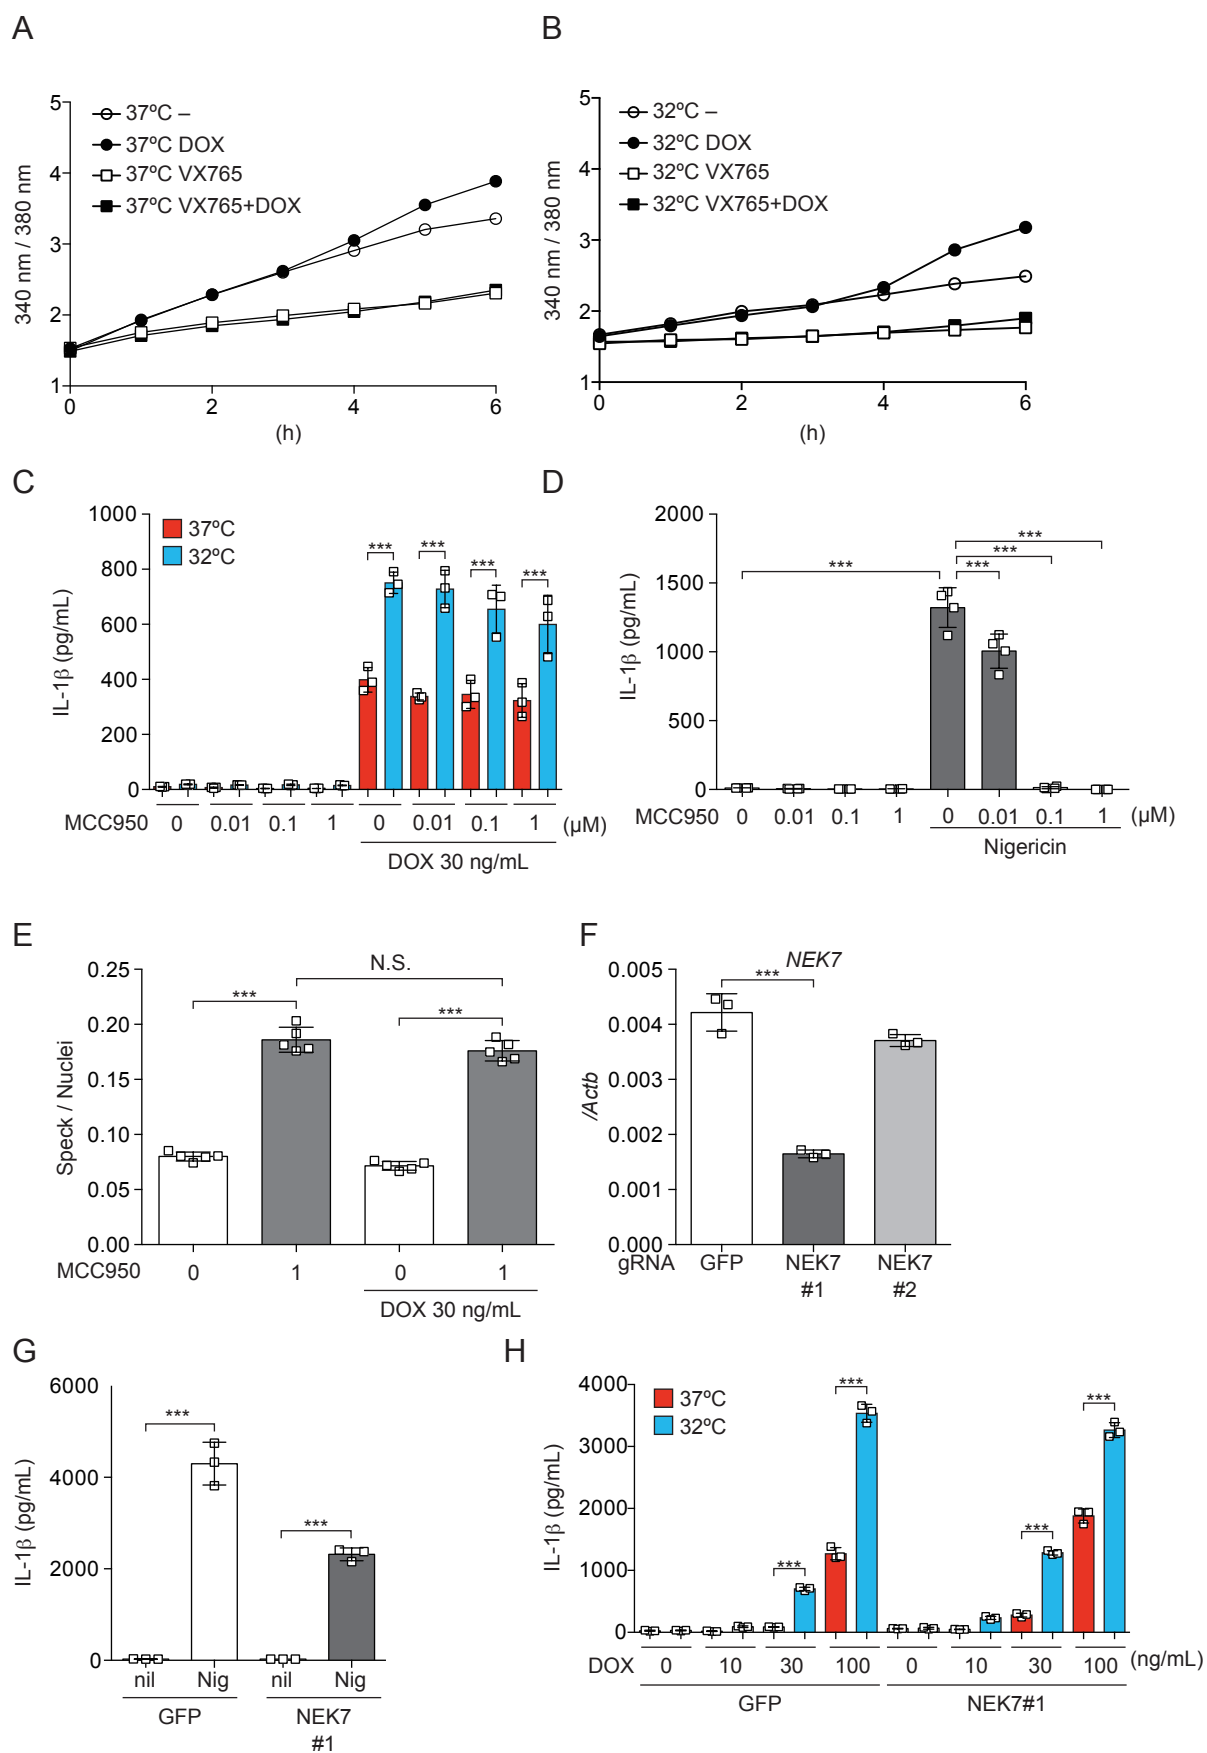 A
B
5
4
3
2
1
0
2
4
6
340 nm / 380 nm
(h)
37ºC –
37ºC DOX
37ºC VX765
37ºC VX765+DOX
5
4
3
2
1
0
2
4
6
340 nm / 380 nm
(h)
32ºC –
32ºC DOX
32ºC VX765
32ºC VX765+DOX
C
D
1000
800
600
400
200
0
IL-1β (pg/mL)
37ºC
32ºC
*** *** *** ***
MCC950 0 0.01 0.1 1 0 0.01 0.1 1 (μM)
DOX 30 ng/mL
2000
1500
1000
500
0
IL-1β (pg/mL)
***
***
*** ***
MCC950 0 0.01 0.1 1 0 0.01 0.1 1 (μM)
Nigericin
E
F
0.25
0.20
0.15
0.10
0.05
0.00
Speck / Nuclei
N.S.
*** ***
MCC950 0 1 0 1
DOX 30 ng/mL
NEK7
***
0.005
0.004
0.003
0.002
0.001
0.000
/Actb
gRNA GFP NEK7 NEK7
#1 #2
G
H
6000
4000
2000
0
IL-1β (pg/mL)
***
***
nil Nig nil Nig
GFP NEK7
#1
4000
3000
2000
1000
0
IL-1β (pg/mL)
37ºC
32ºC
*** *** *** ***
DOX 0 10 30 100 0 10 30 100 (ng/mL)
GFP NEK7#1